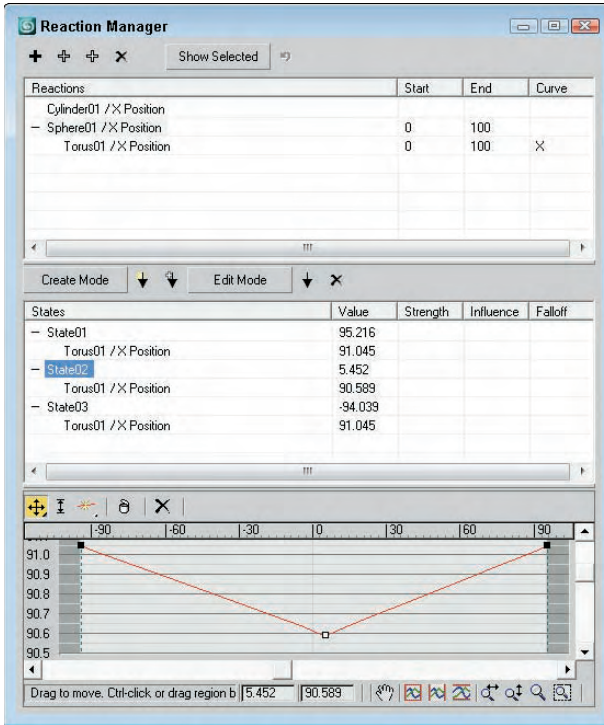 Reaction Manager
Show Selected
Reactions Start End Curve
Cylinder01 / X Position
Sphere01 / X Position 0 100
Torus01 / X Position 0 100 X
Create Mode Edit Mode
States Value Strength Influence Falloff
State01 95.216
Torus01 / X Position 91.045
State02 5.452
Torus01 / X Position 90.589
State03 -94.039
Torus01 / X Position 91.045
-90 -60 -30 0 30 60 90
91.0
90.9
90.8
90.7
90.6
90.5
Drag to move. Ctrl-click or drag region b 5.452 90.589